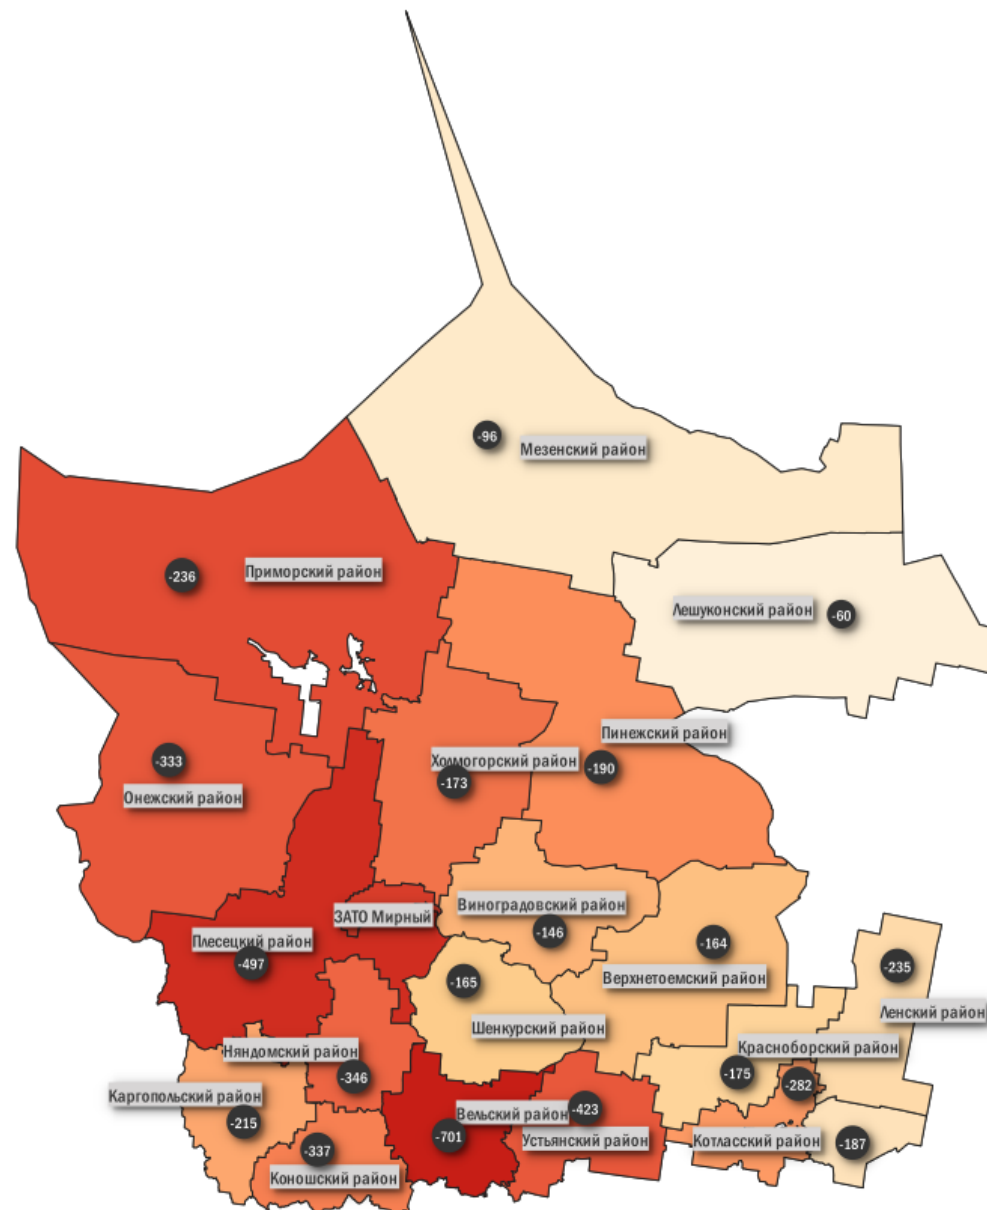 -96
Мезенский район
-236
Приморский район
Лешуконский район
-60
-333
Онежский район
Холмогорский район
-173
Пинежский район
-190
ЗАТО Мирный
Виноградовский район
-146
Плесецкий район
-497
-164
Верхнетоемский район
-165
Шенкурский район
-235
Ленский район
Няндомский район
-346
Красноборский район
-175
-282
Каргопольский район
-215
Вельский район
-701
-423
Устьянский район
Котласский район
-187
-337
Коношский район